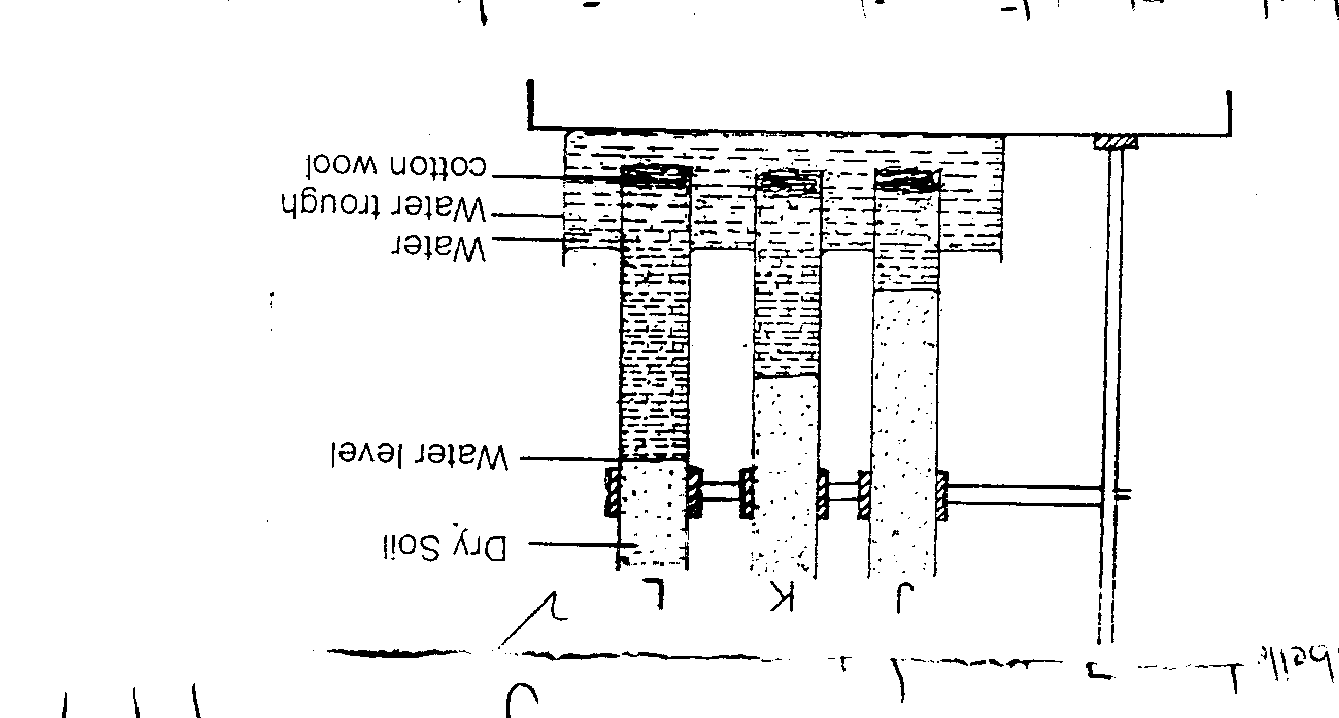 J K L
Dry Soil
Water level
Water
Water trough
cotton wool